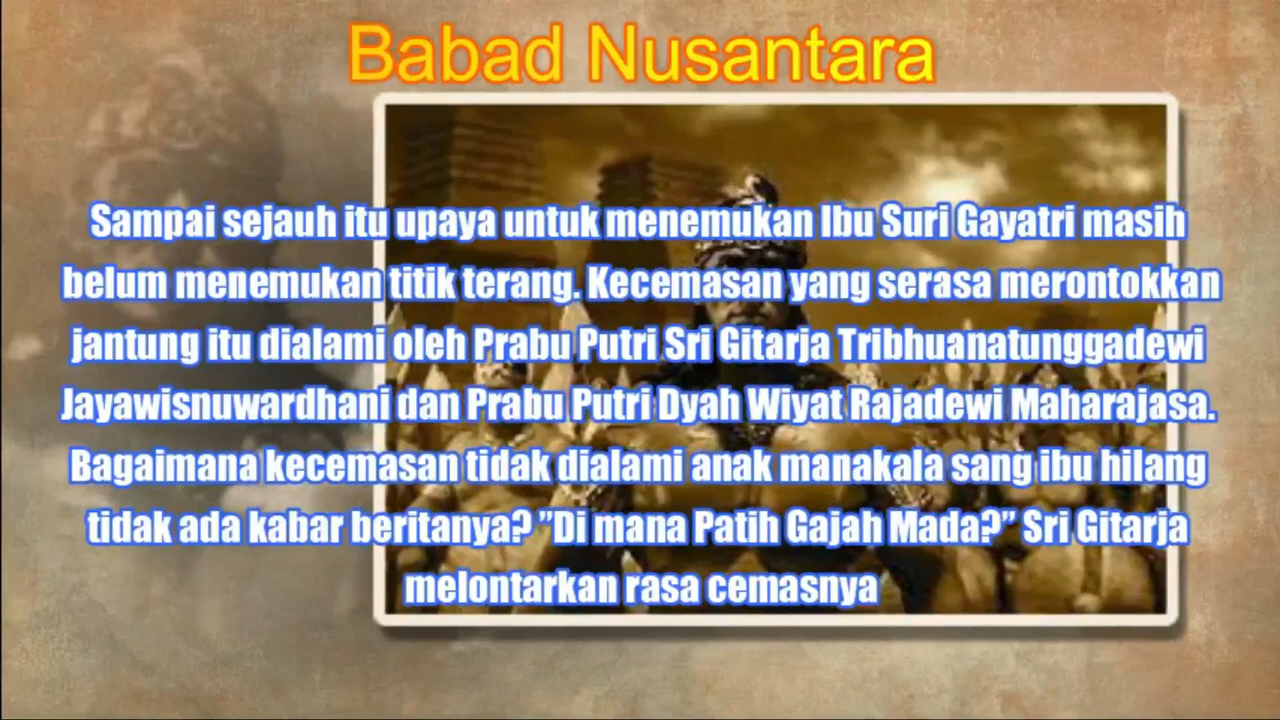 Babad Nusantara
Sampai sejauh itu upaya untuk menemukan Ibu Suri Gayatri masih
belum menemukan titik terang. Kecemasan yang serasa merontokkan
jantung itu dialami oleh Prabu Putri Sri Gitarja Tribhuanatunggadewi
Jayawisnuwardhani dan Prabu Putri Dyah Wiyat Rajadewi Maharajasa.
Bagaimana kecemasan tidak dialami anak manakala sang ibu hilang
tidak ada kabar beritanya? ”Di mana Patih Gajah Mada?” Sri Gitarja
melontarkan rasa cemasnya